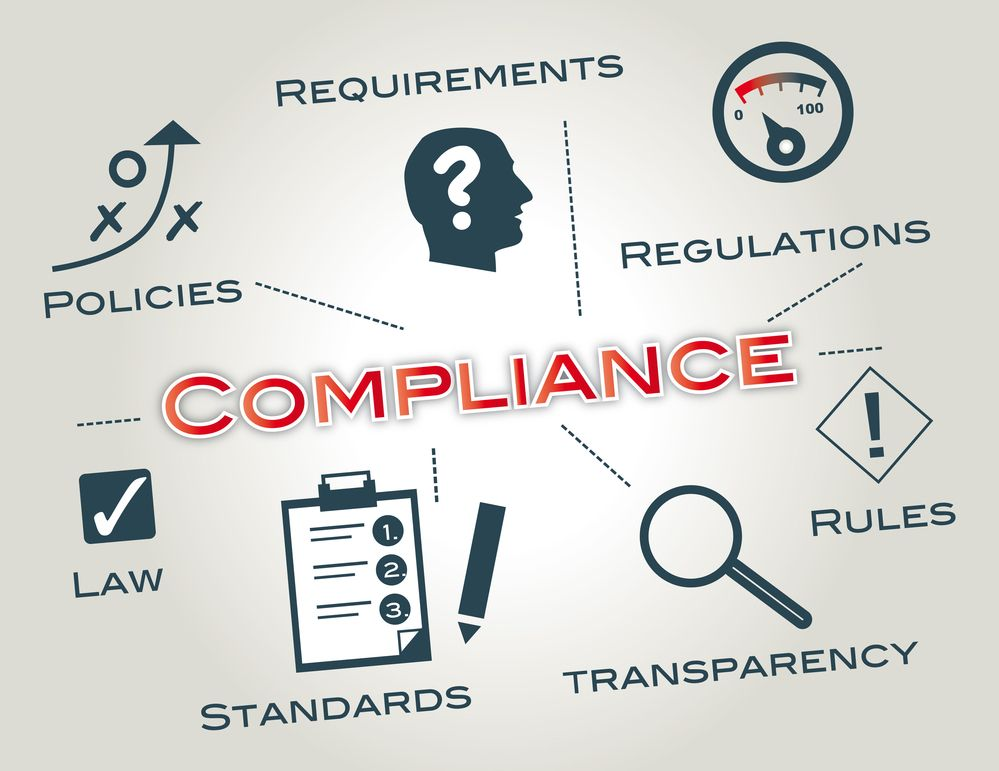 REQUIREMENTS
0 100
POLICIES
REGULATIONS
COMPLIANCE
LAW
1.
2.
3.
RULES
STANDARDS
TRANSPARENCY